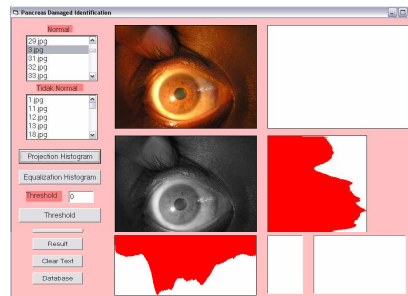 Pancreas Damaged Identification
Normal
29.jpg
3.jpg
31.jpg
32.jpg
33.jpg
Tidak Normal
1.jpg
11.jpg
12.jpg
13.jpg
18.jpg
Projection Histogram
Equalization Histogram
Threshold 0
Threshold
Result
Clear Text
Database